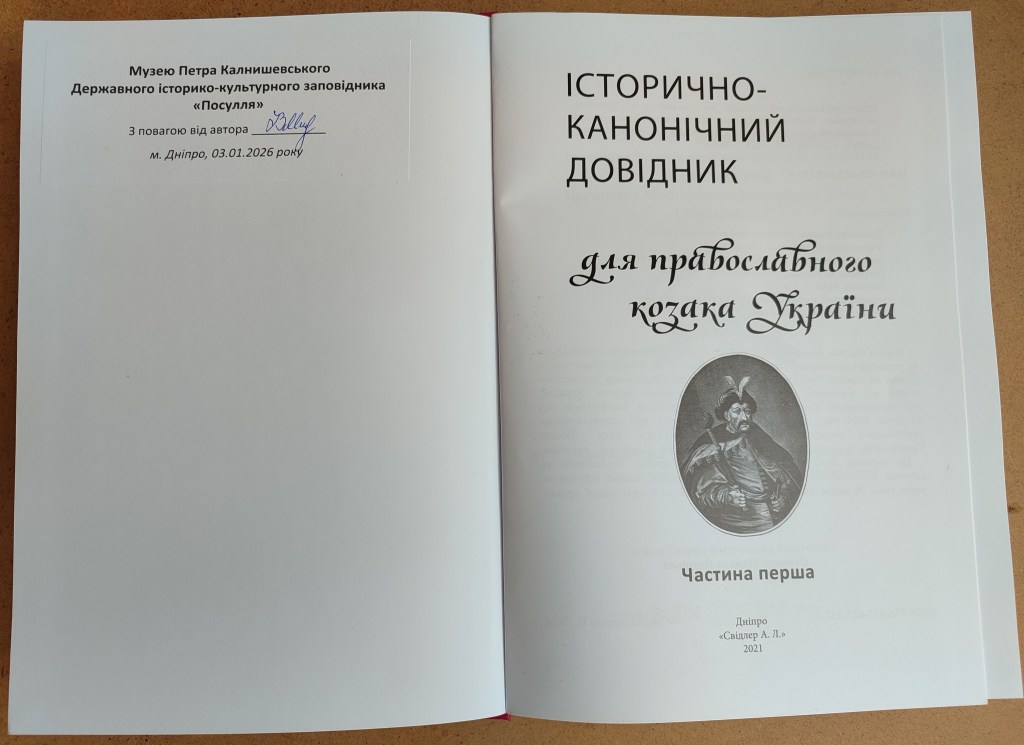 Музею Петра Калнишевського
Державного історико-культурного заповідника
«Посулля»
З повагою від автора
м. Дніпро, 03.01.2026 року
ІСТОРИЧНО-
КАНОНІЧНИЙ
ДОВІДНИК
для православного
козака України
Частина перша
Дніпро
«Свідлер А. Л.»
2021